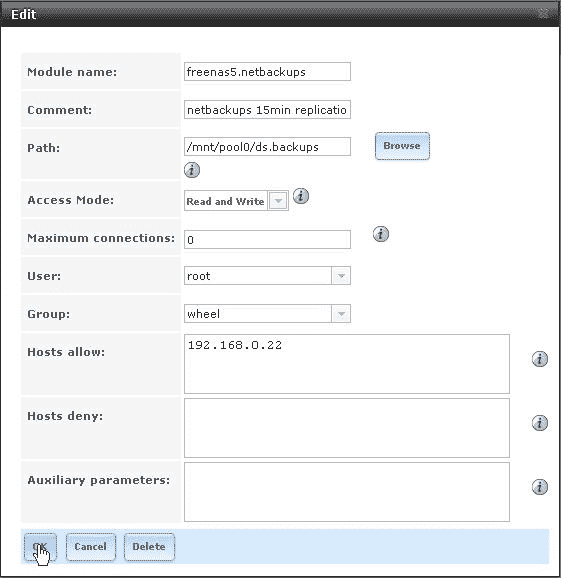 Edit
Module name: freenas5.netbackups
Comment: netbackups 15min replicatio
Path: /mnt/pool0/ds.backups Browse
Access Mode: Read and Write
Maximum connections: 0
User: root
Group: wheel
Hosts allow: 192.168.0.22
Hosts deny:
Auxiliary parameters:
OK Cancel Delete